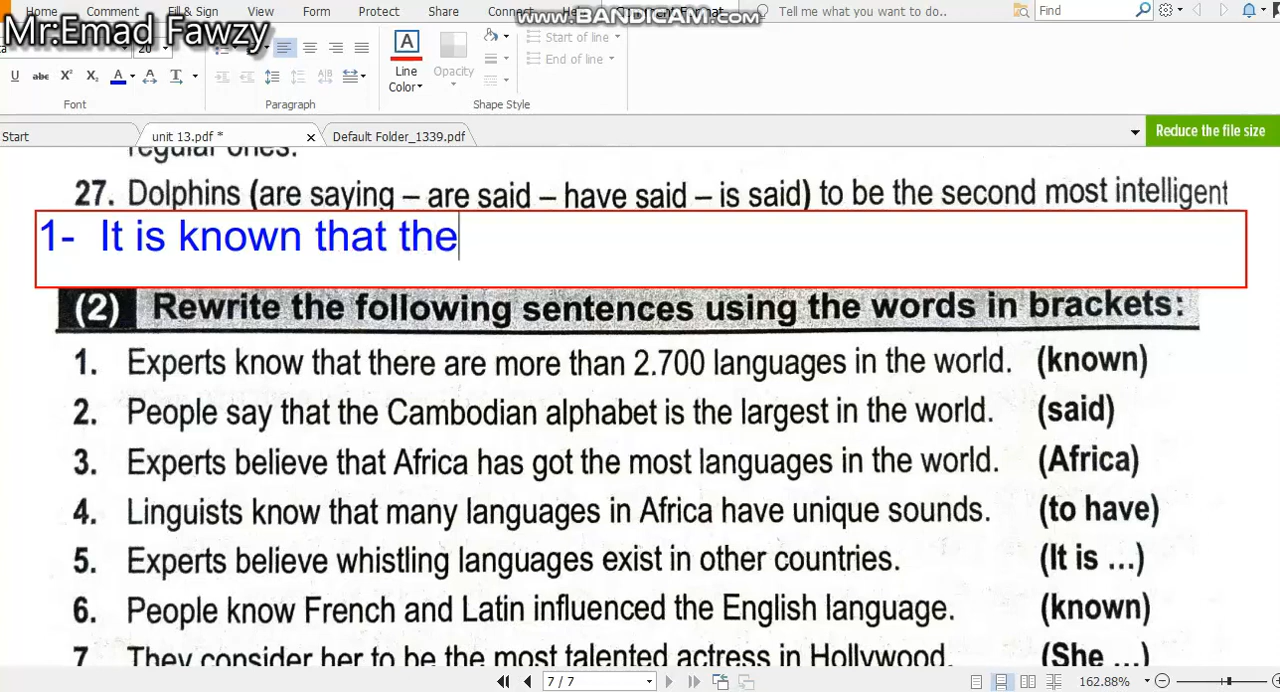 Home Comment Fill & Sign View Form Protect Share Connect Tell me what you want to do.. Find
www.BANDICAM.com
Mr:Emad Fawzy
20
U abc X² X₂ A A T
A Line Color Opacity Start of line
End of line
Font Paragraph Shape Style
Start unit 13.pdf * Default Folder_1339.pdf Reduce the file size
regular ones.
27. Dolphins (are saying – are said – have said – is said) to be the second most intelligent
1- It is known that the
(2) Rewrite the following sentences using the words in brackets:
1. Experts know that there are more than 2.700 languages in the world. (known)
2. People say that the Cambodian alphabet is the largest in the world. (said)
3. Experts believe that Africa has got the most languages in the world. (Africa)
4. Linguists know that many languages in Africa have unique sounds. (to have)
5. Experts believe whistling languages exist in other countries. (It is ...)
6. People know French and Latin influenced the English language. (known)
7 They consider her to be the most talented actress in Hollywood. (She ...)
7 / 7 162.88%